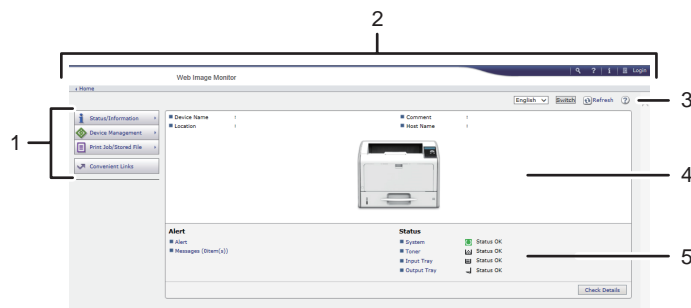 2
Login
Web Image Monitor
Home
English Switch Refresh
3
1
Status/Information
Device Management
Print Job/Stored File
Convenient Links
Device Name :
Location :
Comment :
Host Name :
4
Alert
Alert
Messages (0item(s))
Status
System Status OK
Toner Status OK
Input Tray Status OK
Output Tray Status OK
5
Check Details